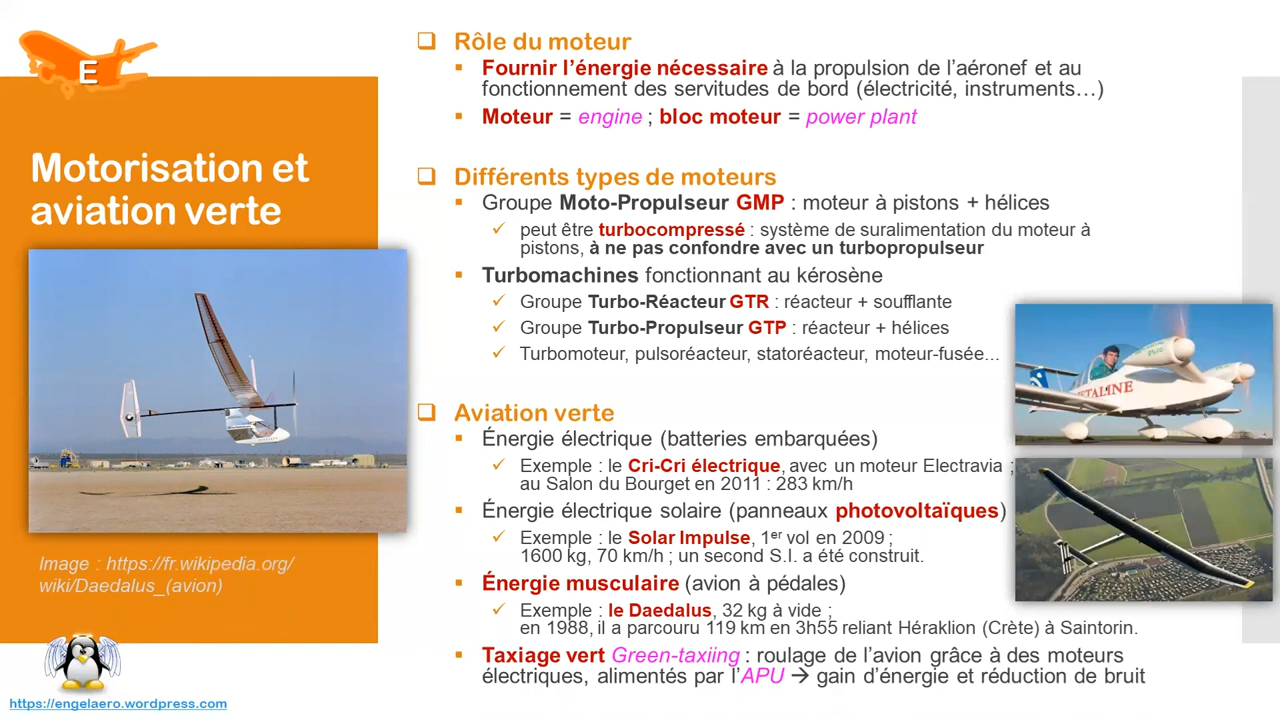 E
Motorisation et
aviation verte
Image : https://fr.wikipedia.org/
wiki/Daedalus_(avion)
https://engelaero.wordpress.com
❑ Rôle du moteur
▪ Fournir l’énergie nécessaire à la propulsion de l’aéronef et au
fonctionnement des servitudes de bord (électricité, instruments…)
▪ Moteur = engine ; bloc moteur = power plant
❑ Différents types de moteurs
▪ Groupe Moto-Propulseur GMP : moteur à pistons + hélices
✓ peut être turbocompressé : système de suralimentation du moteur à
pistons, à ne pas confondre avec un turbopropulseur
▪ Turbomachines fonctionnant au kérosène
✓ Groupe Turbo-Réacteur GTR : réacteur + soufflante
✓ Groupe Turbo-Propulseur GTP : réacteur + hélices
✓ Turbomoteur, pulsoréacteur, statoréacteur, moteur-fusée...
❑ Aviation verte
▪ Énergie électrique (batteries embarquées)
✓ Exemple : le Cri-Cri électrique, avec un moteur Electravia ;
au Salon du Bourget en 2011 : 283 km/h
▪ Énergie électrique solaire (panneaux photovoltaïques)
✓ Exemple : le Solar Impulse, 1er vol en 2009 ;
1600 kg, 70 km/h ; un second S.I. a été construit.
▪ Énergie musculaire (avion à pédales)
✓ Exemple : le Daedalus, 32 kg à vide ;
en 1988, il a parcouru 119 km en 3h55 reliant Héraklion (Crète) à Saintorin.
▪ Taxiage vert Green-taxiing : roulage de l’avion grâce à des moteurs
électriques, alimentés par l’APU → gain d’énergie et réduction de bruit